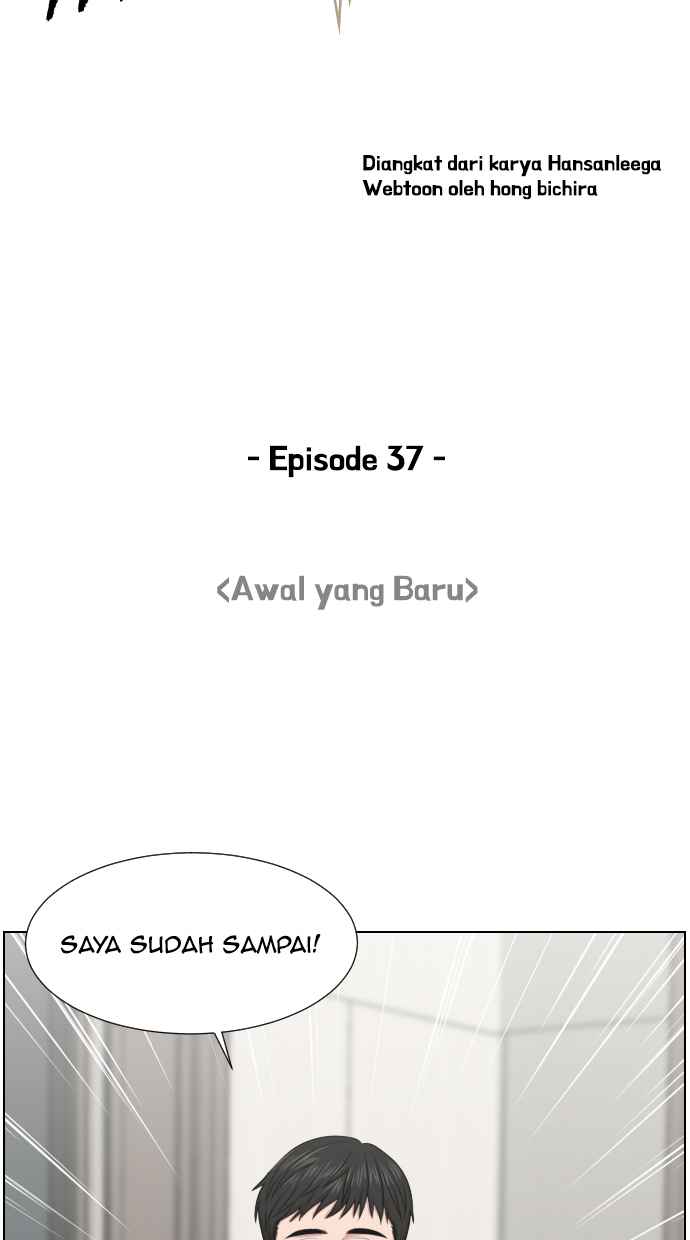 Diangkat dari karya Hansanleega
Webtoon oleh hong bichira
- Episode 37 -
<Awal yang Baru>
SAYA SUDAH SAMPAI!